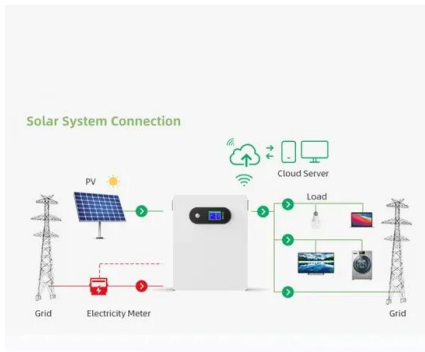 Solar System Connection
Cloud Server
PV
Load
Grid
Electricity Meter
Grid